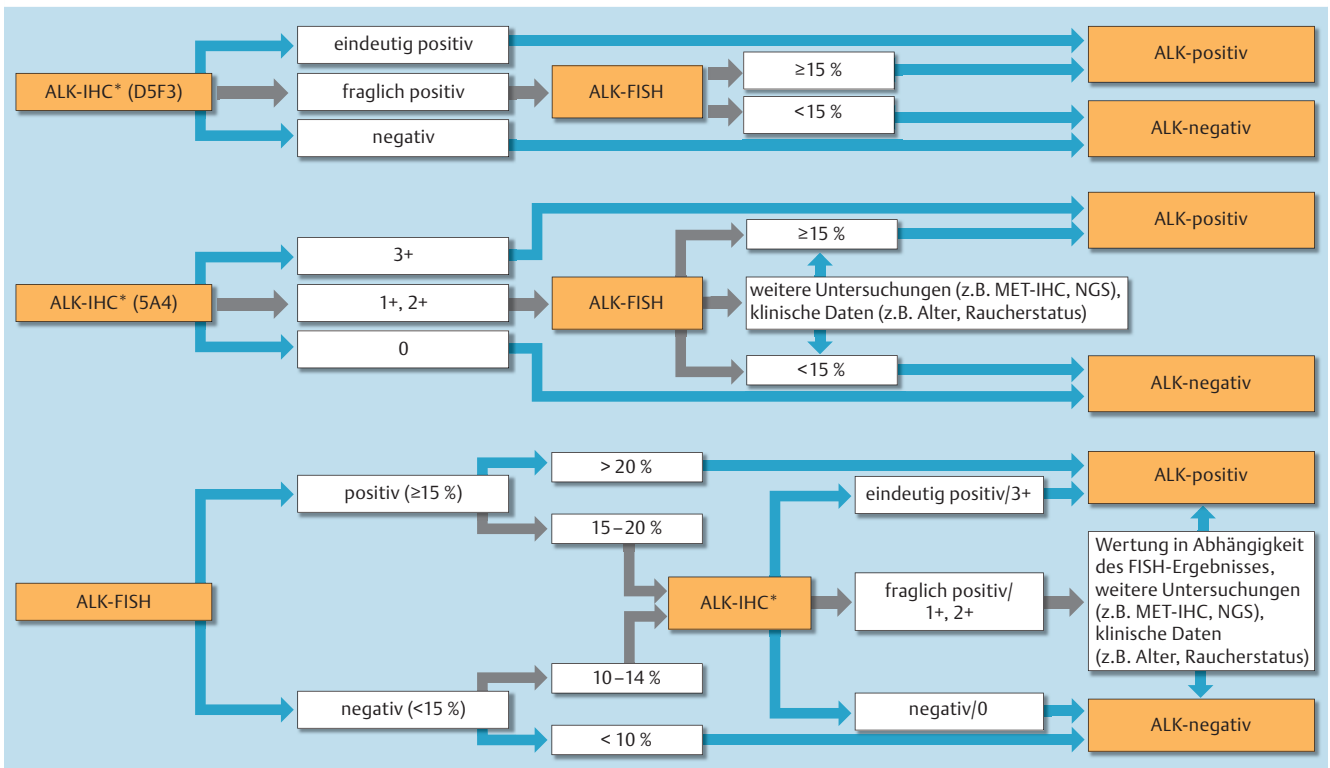 eindeutig positiv
ALK-positiv
≥15 %
ALK-IHC* (D5F3)
fraglich positiv
ALK-FISH
<15 %
ALK-negativ
negativ
ALK-positiv
≥15 %
3+
ALK-IHC* (5A4)
1+, 2+
ALK-FISH
weitere Untersuchungen (z.B. MET-IHC, NGS),
klinische Daten (z.B. Alter, Raucherstatus)
0
<15 %
ALK-negativ
> 20 %
ALK-positiv
positiv (≥15 %)
eindeutig positiv/3+
15–20 %
Wertung in Abhängigkeit
des FISH-Ergebnisses,
weitere Untersuchungen
(z.B. MET-IHC, NGS),
klinische Daten
(z.B. Alter, Raucherstatus)
ALK-FISH
ALK-IHC*
fraglich positiv/
1+, 2+
10–14 %
negativ (<15 %)
negativ/0
< 10 %
ALK-negativ